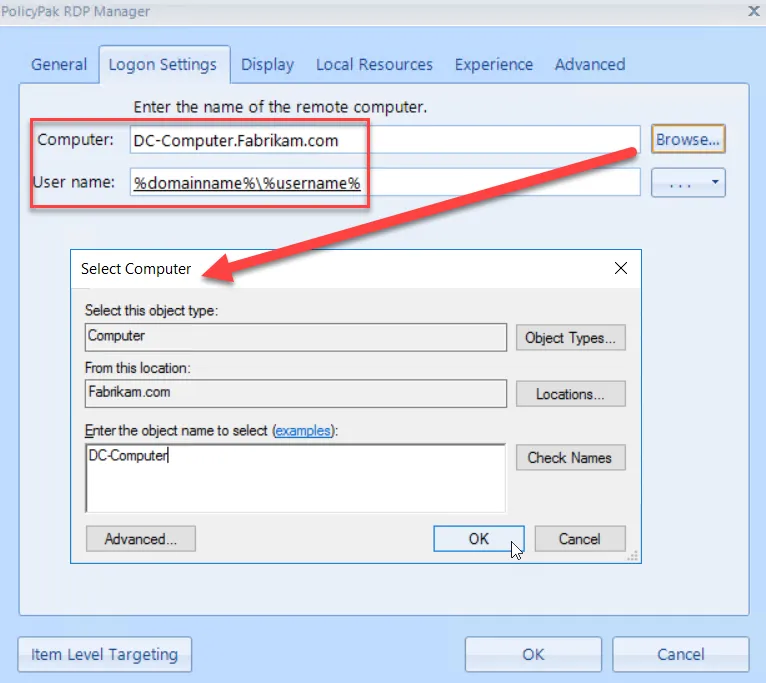 PolicyPak RDP Manager
General Logon Settings Display Local Resources Experience Advanced
Enter the name of the remote computer.
Computer: DC-Computer.Fabrikam.com Browse...
User name: %domainname%\%username% ...
Select Computer
Select this object type:
Computer Object Types...
From this location:
Fabrikam.com Locations...
Enter the object name to select (examples):
DC-Computer Check Names
Advanced... OK Cancel
Item Level Targeting OK Cancel